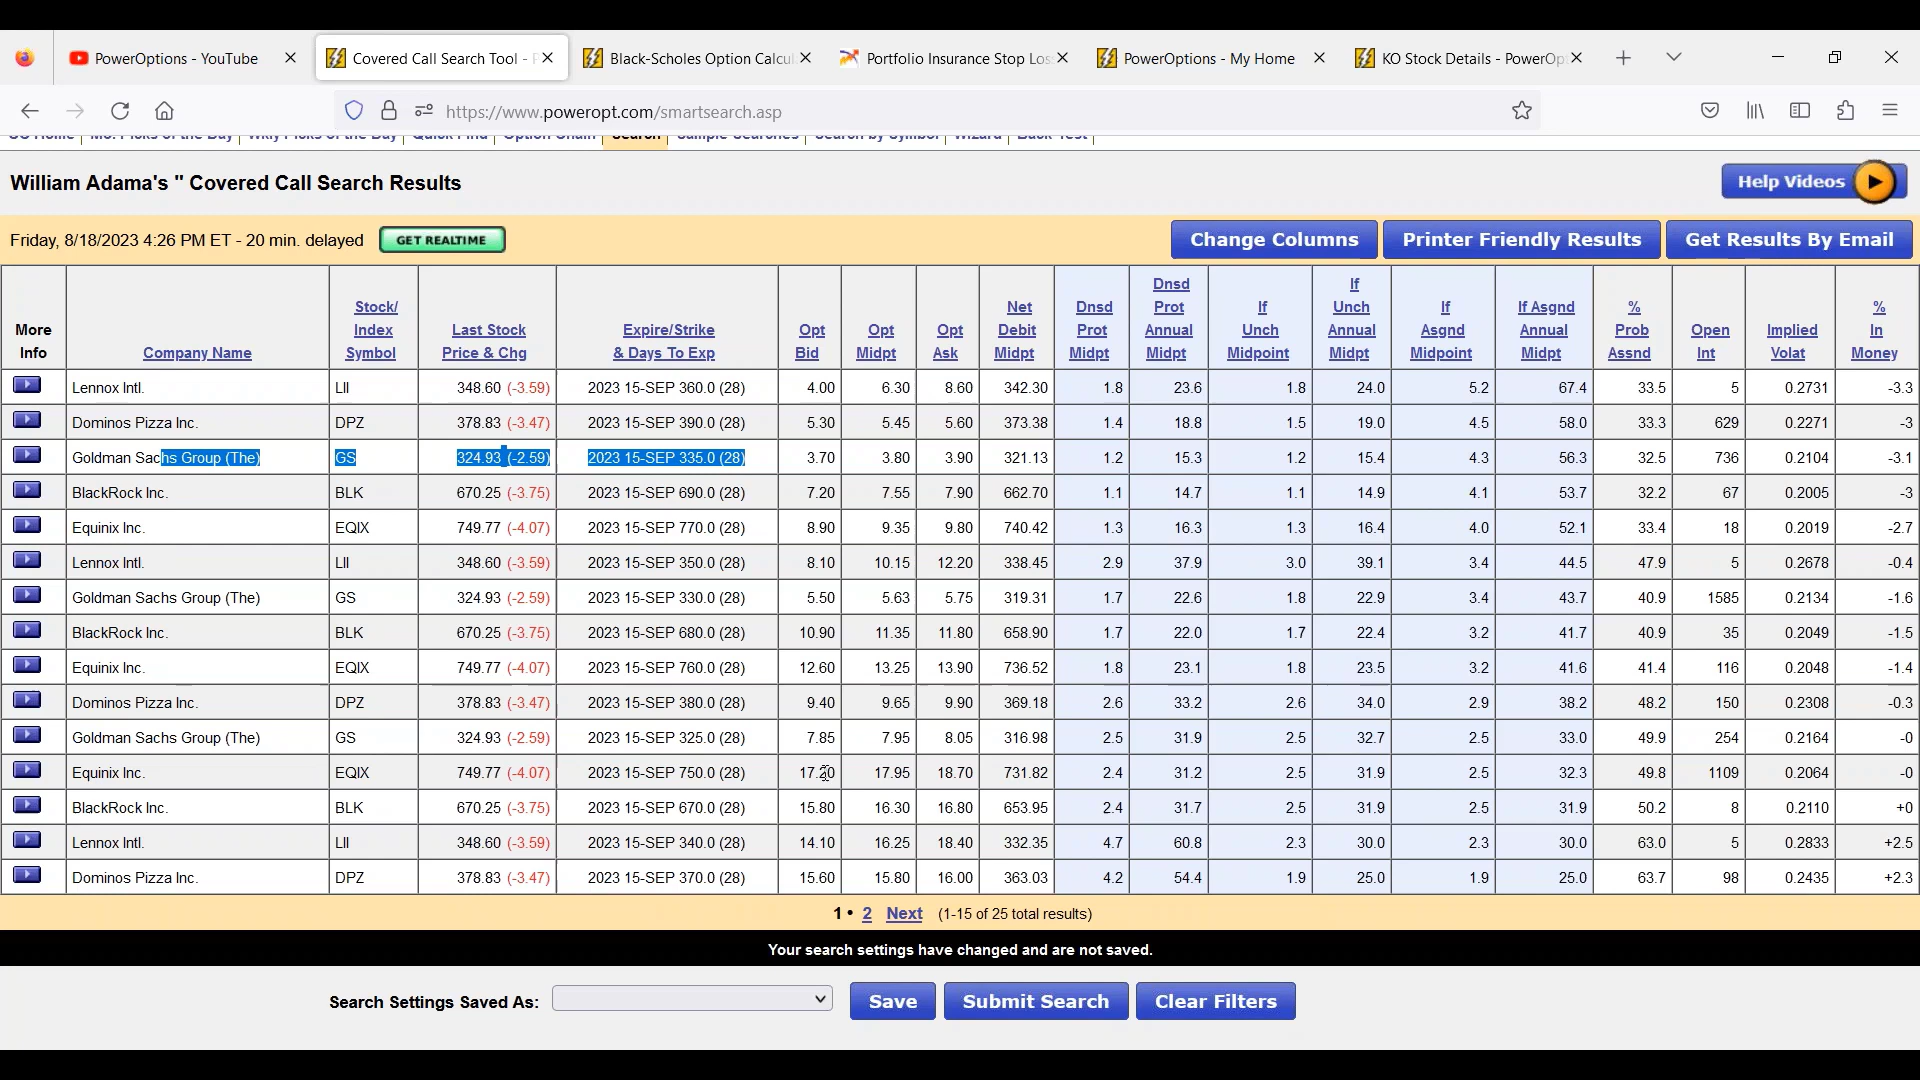 PowerOptions - YouTube
Covered Call Search Tool - P
Black-Scholes Option Calcul
Portfolio Insurance Stop Los
PowerOptions - My Home
KO Stock Details - PowerOp
https://www.poweropt.com/smartsearch.asp
William Adama's " Covered Call Search Results
Help Videos
Friday, 8/18/2023 4:26 PM ET - 20 min. delayed
GET REALTIME
Change Columns
Printer Friendly Results
Get Results By Email
More Info Company Name Stock/ Index Symbol Last Stock Price & Chg Expire/Strike & Days To Exp Opt Bid Opt Midpt Opt Ask Net Debit Midpt Dnsd Prot Midpt Dnsd Prot Annual Midpt If Unch Midpoint If Unch Annual Midpt If Asgnd Midpoint If Asgnd Annual Midpt % Prob Assnd Open Int Implied Volat % In Money
Lennox Intl. LII 348.60 (-3.59) 2023 15-SEP 360.0 (28) 4.00 6.30 8.60 342.30 1.8 23.6 1.8 24.0 5.2 67.4 33.5 5 0.2731 -3.3
Dominos Pizza Inc. DPZ 378.83 (-3.47) 2023 15-SEP 390.0 (28) 5.30 5.45 5.60 373.38 1.4 18.8 1.5 19.0 4.5 58.0 33.3 629 0.2271 -3
Goldman Sachs Group (The) GS 324.93 (-2.59) 2023 15-SEP 335.0 (28) 3.70 3.80 3.90 321.13 1.2 15.3 1.2 15.4 4.3 56.3 32.5 736 0.2104 -3.1
BlackRock Inc. BLK 670.25 (-3.75) 2023 15-SEP 690.0 (28) 7.20 7.55 7.90 662.70 1.1 14.7 1.1 14.9 4.1 53.7 32.2 67 0.2005 -3
Equinix Inc. EQIX 749.77 (-4.07) 2023 15-SEP 770.0 (28) 8.90 9.35 9.80 740.42 1.3 16.3 1.3 16.4 4.0 52.1 33.4 18 0.2019 -2.7
Lennox Intl. LII 348.60 (-3.59) 2023 15-SEP 350.0 (28) 8.10 10.15 12.20 338.45 2.9 37.9 3.0 39.1 3.4 44.5 47.9 5 0.2678 -0.4
Goldman Sachs Group (The) GS 324.93 (-2.59) 2023 15-SEP 330.0 (28) 5.50 5.63 5.75 319.31 1.7 22.6 1.8 22.9 3.4 43.7 40.9 1585 0.2134 -1.6
BlackRock Inc. BLK 670.25 (-3.75) 2023 15-SEP 680.0 (28) 10.90 11.35 11.80 658.90 1.7 22.0 1.7 22.4 3.2 41.7 40.9 35 0.2049 -1.5
Equinix Inc. EQIX 749.77 (-4.07) 2023 15-SEP 760.0 (28) 12.60 13.25 13.90 736.52 1.8 23.1 1.8 23.5 3.2 41.6 41.4 116 0.2048 -1.4
Dominos Pizza Inc. DPZ 378.83 (-3.47) 2023 15-SEP 380.0 (28) 9.40 9.65 9.90 369.18 2.6 33.2 2.6 34.0 2.9 38.2 48.2 150 0.2308 -0.3
Goldman Sachs Group (The) GS 324.93 (-2.59) 2023 15-SEP 325.0 (28) 7.85 7.95 8.05 316.98 2.5 31.9 2.5 32.7 2.5 33.0 49.9 254 0.2164 -0
Equinix Inc. EQIX 749.77 (-4.07) 2023 15-SEP 750.0 (28) 17.20 17.95 18.70 731.82 2.4 31.2 2.5 31.9 2.5 32.3 49.8 1109 0.2064 -0
BlackRock Inc. BLK 670.25 (-3.75) 2023 15-SEP 670.0 (28) 15.80 16.30 16.80 653.95 2.4 31.7 2.5 31.9 2.5 31.9 50.2 8 0.2110 +0
Lennox Intl. LII 348.60 (-3.59) 2023 15-SEP 340.0 (28) 14.10 16.25 18.40 332.35 4.7 60.8 2.3 30.0 2.3 30.0 63.0 5 0.2833 +2.5
Dominos Pizza Inc. DPZ 378.83 (-3.47) 2023 15-SEP 370.0 (28) 15.60 15.80 16.00 363.03 4.2 54.4 1.9 25.0 1.9 25.0 63.7 98 0.2435 +2.3
1 • 2 Next (1-15 of 25 total results)
Your search settings have changed and are not saved.
Search Settings Saved As:
Save
Submit Search
Clear Filters